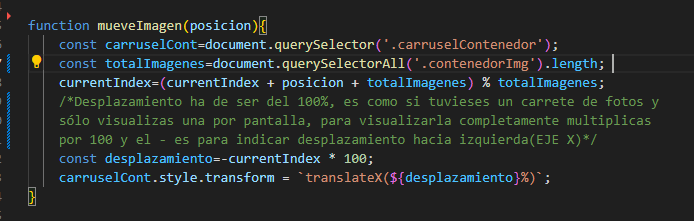 function mueveImagen(posicion){
const carruselCont=document.querySelector('.carruselContenedor');
const totalImagenes=document.querySelectorAll('.contenedorImg').length;
currentIndex=(currentIndex + posicion + totalImagenes) % totalImagenes;
/*Desplazamiento ha de ser del 100%, es como si tuvieses un carrete de fotos y
sólo visualizas una por pantalla, para visualizarla completamente multiplicas
por 100 y el - es para indicar desplazamiento hacia izquierda(EJE X)*/
const desplazamiento=-currentIndex * 100;
carruselCont.style.transform = `translateX(${desplazamiento}%)`;
}